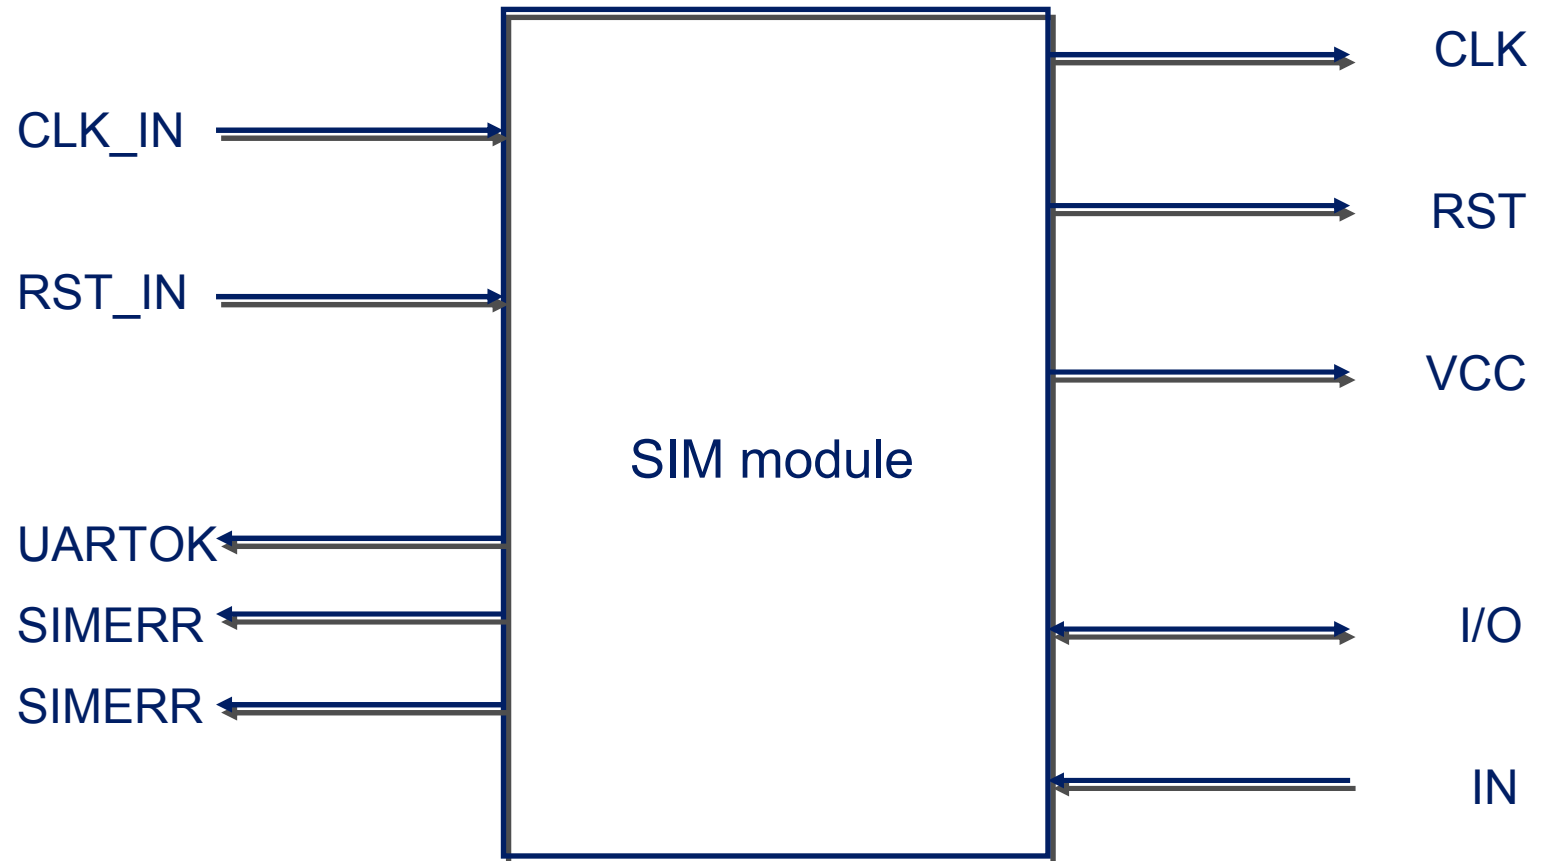 CLK
CLK_IN
RST
RST_IN
VCC
SIM module
UARTOK
SIMERR
I/O
SIMERR
IN